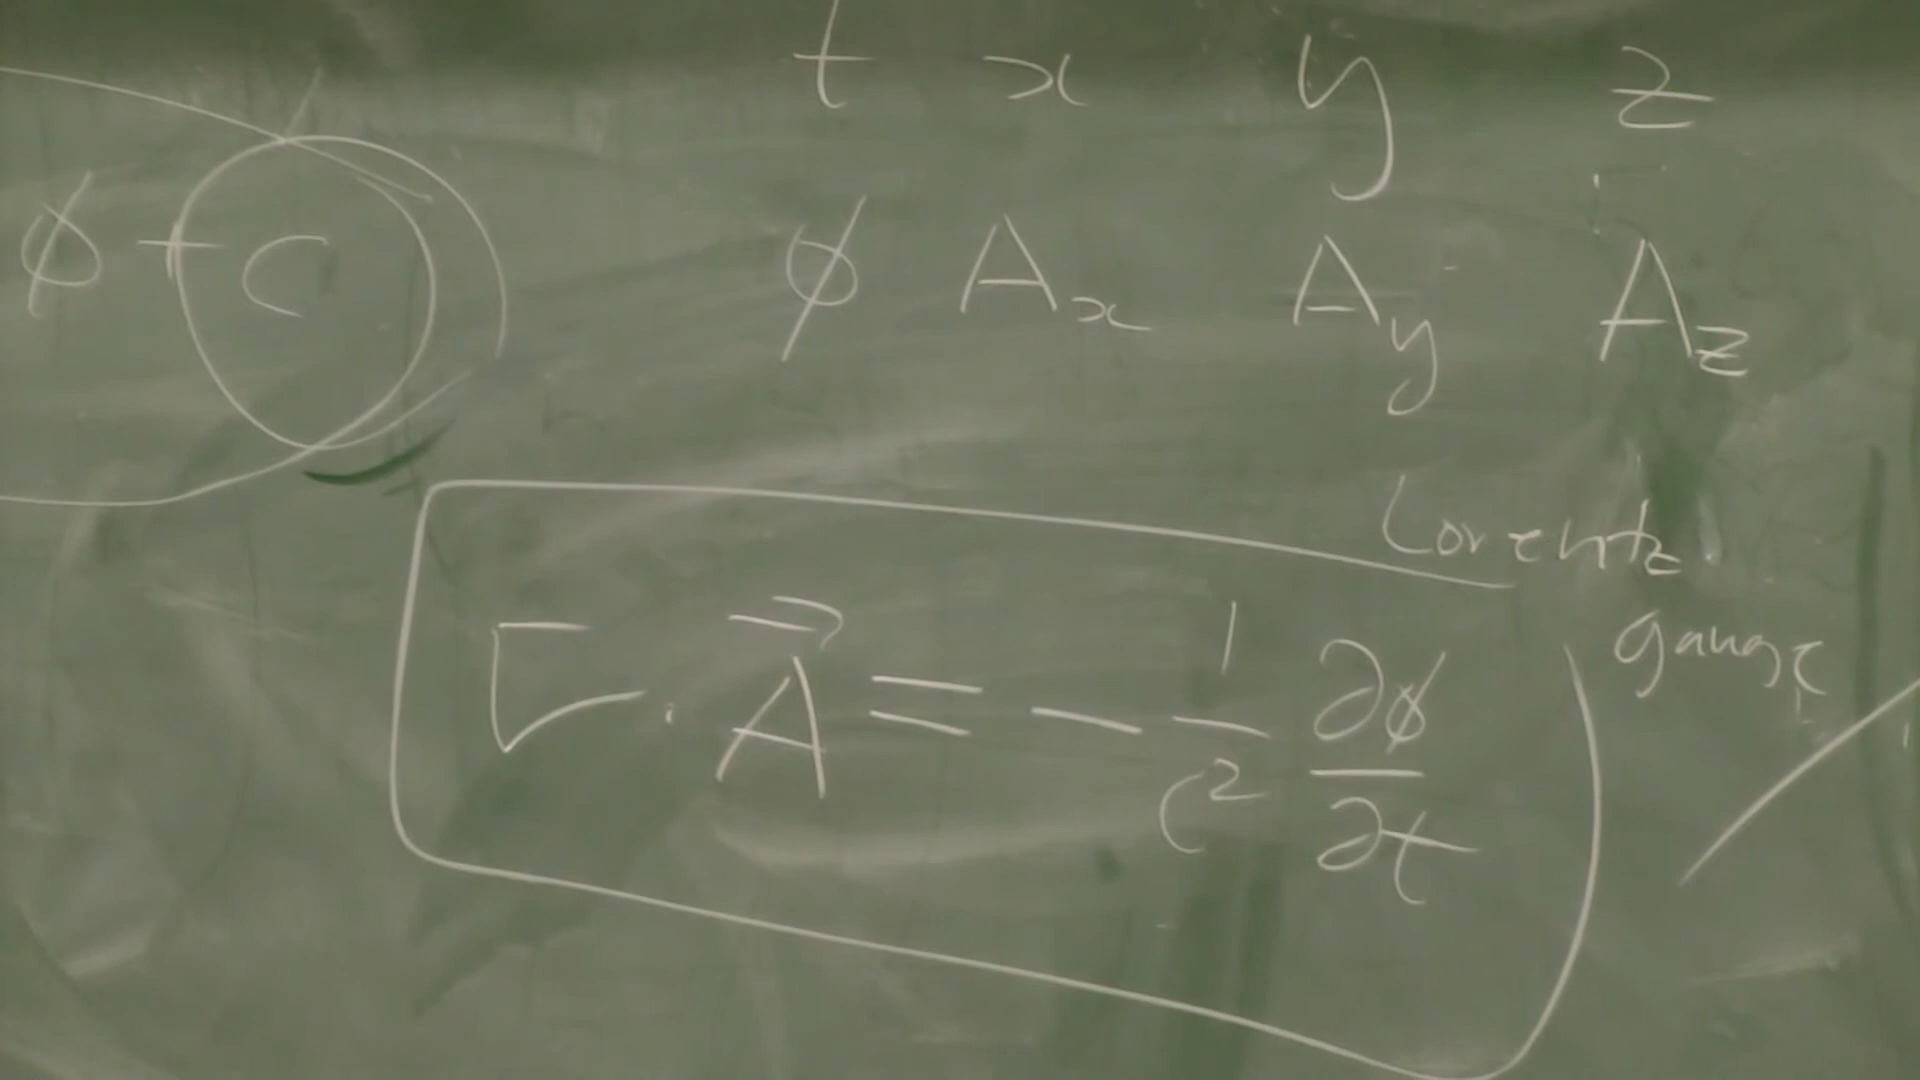 t x y z
ϕ + C
ϕ A_x A_y A_z
Lorentz
gauge
∇ · A⃗ = − 1/c² ∂ϕ/∂t